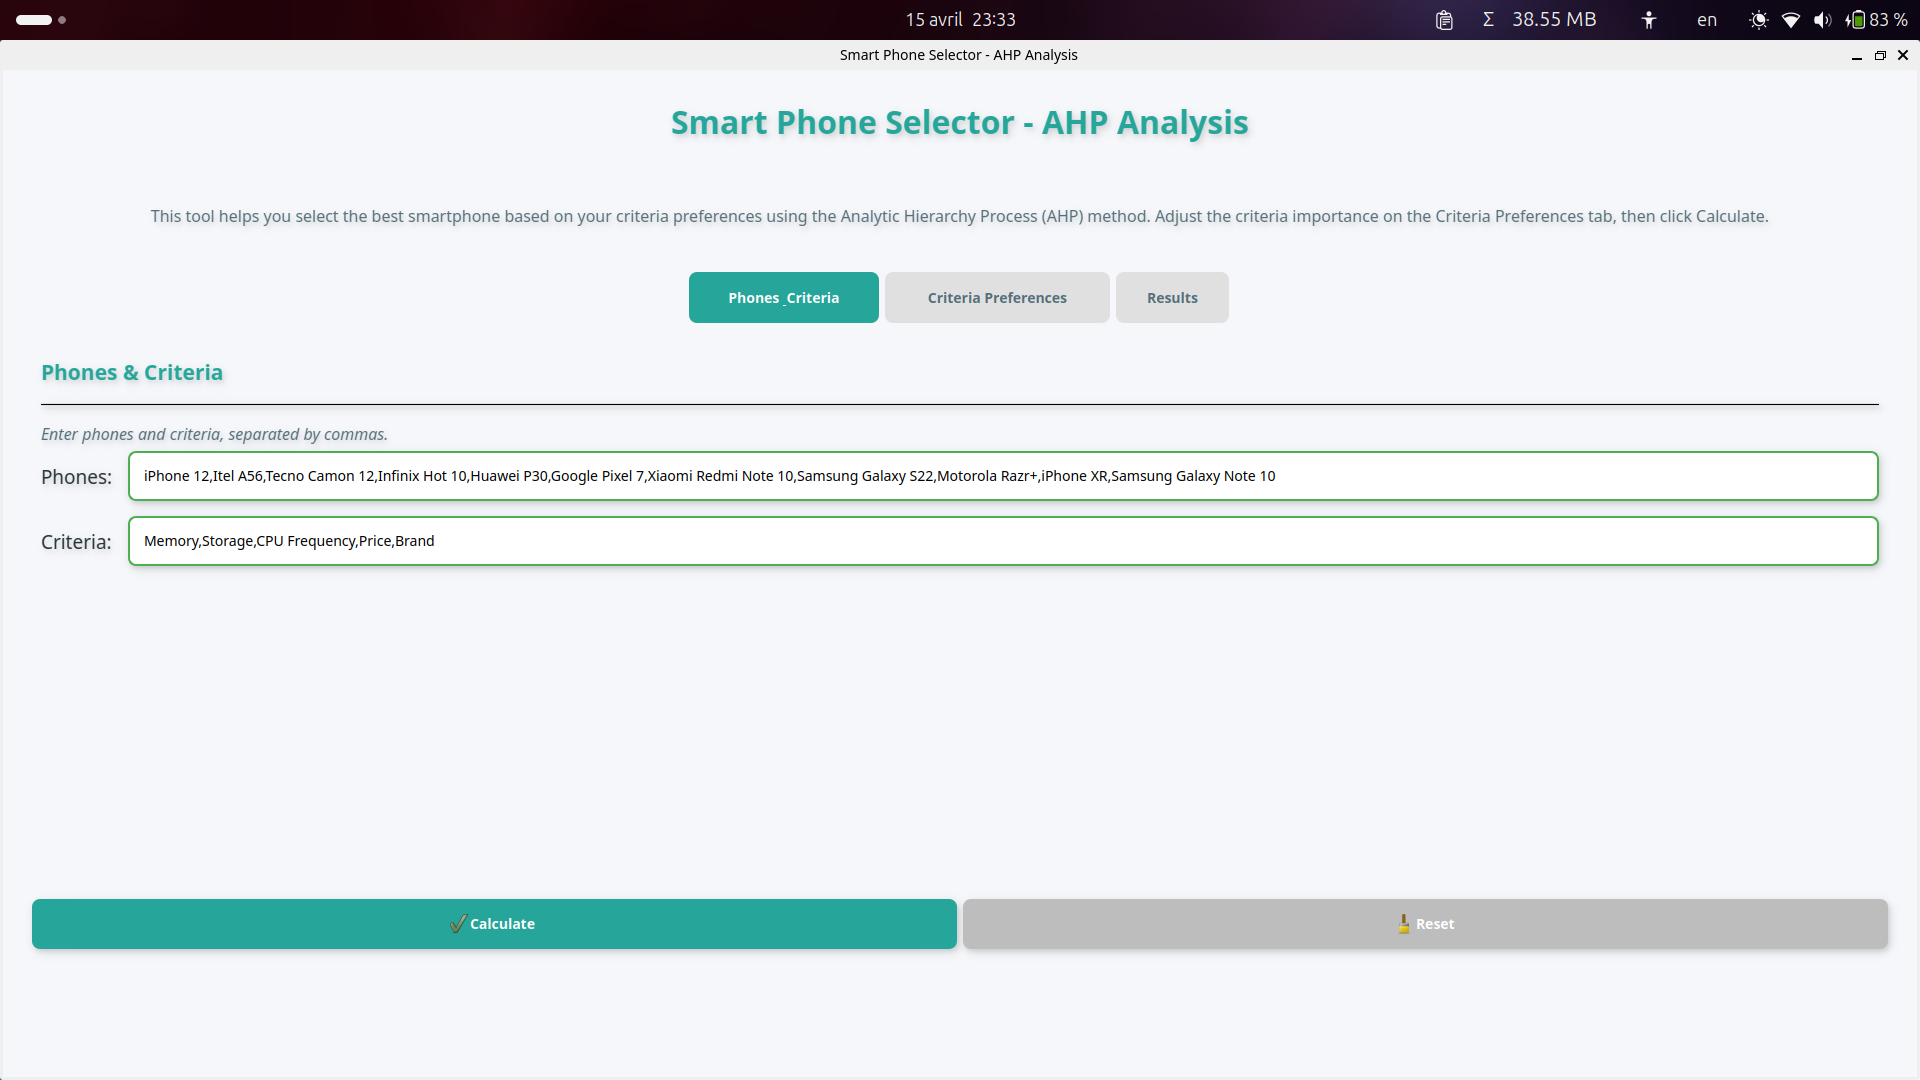 15 avril 23:33
Σ 38.55 MB
en
83 %
Smart Phone Selector - AHP Analysis
Smart Phone Selector - AHP Analysis
This tool helps you select the best smartphone based on your criteria preferences using the Analytic Hierarchy Process (AHP) method. Adjust the criteria importance on the Criteria Preferences tab, then click Calculate.
Phones_Criteria
Criteria Preferences
Results
Phones & Criteria
Enter phones and criteria, separated by commas.
Phones: iPhone 12,Itel A56,Tecno Camon 12,Infinix Hot 10,Huawei P30,Google Pixel 7,Xiaomi Redmi Note 10,Samsung Galaxy S22,Motorola Razr+,iPhone XR,Samsung Galaxy Note 10
Criteria: Memory,Storage,CPU Frequency,Price,Brand
Calculate
Reset